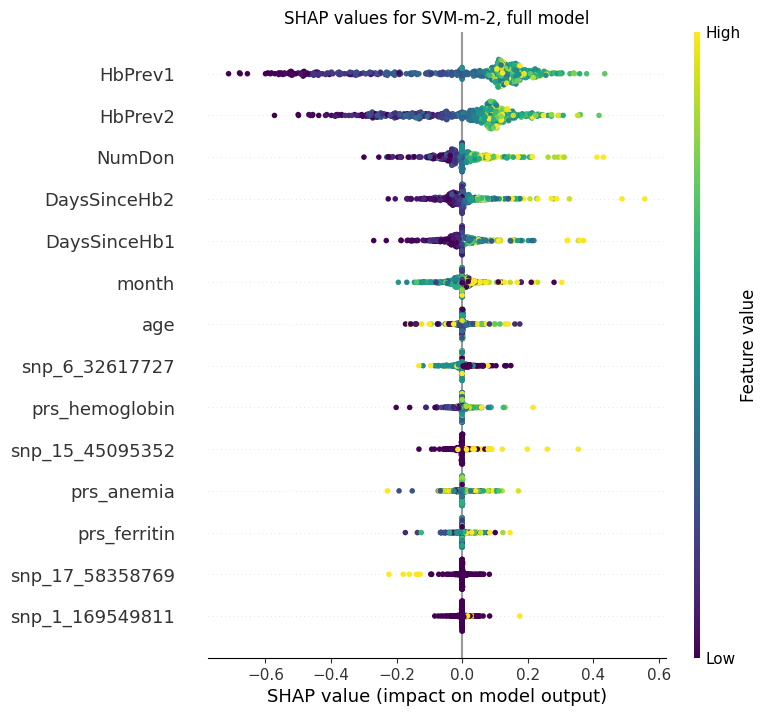 SHAP values for SVM-m-2, full model
High
HbPrev1
HbPrev2
NumDon
DaysSinceHb2
DaysSinceHb1
month
age
snp_6_32617727
prs_hemoglobin
snp_15_45095352
prs_anemia
prs_ferritin
snp_17_58358769
snp_1_169549811
Feature value
Low
−0.6 −0.4 −0.2 0.0 0.2 0.4 0.6
SHAP value (impact on model output)